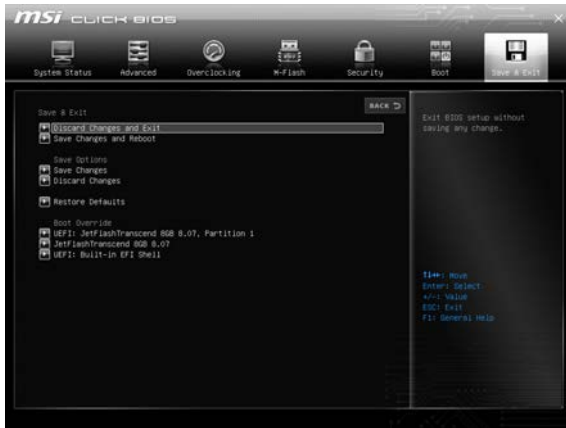 msi CLICK BIOS
×
System Status Advanced Overclocking M-Flash Security Boot Save & Exit
BACK
Save & Exit
Discard Changes and Exit
Save Changes and Reboot
Save Options
Save Changes
Discard Changes
Restore Defaults
Boot Override
UEFI: JetFlashTranscend 8GB 8.07, Partition 1
JetFlashTranscend 8GB 8.07
UEFI: Built-in EFI Shell
Exit BIOS setup without
saving any change.
↑↓←→: Move
Enter: Select
+/-: Value
ESC: Exit
F1: General Help